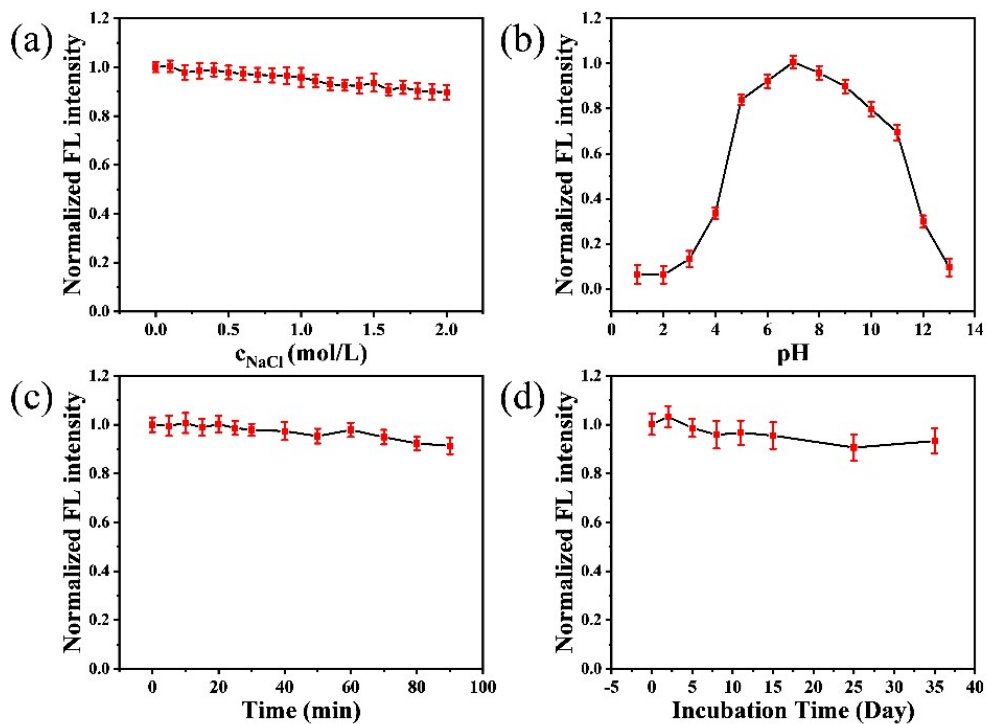 (a)
Normalized FL intensity
1.2
1.0
0.8
0.6
0.4
0.2
0.0
0.0 0.5 1.0 1.5 2.0
cNaCl (mol/L)
(b)
Normalized FL intensity
1.2
1.0
0.8
0.6
0.4
0.2
0.0
0 2 4 6 8 10 12 14
pH
(c)
Normalized FL intensity
1.2
1.0
0.8
0.6
0.4
0.2
0.0
0 20 40 60 80 100
Time (min)
(d)
Normalized FL intensity
1.2
1.0
0.8
0.6
0.4
0.2
0.0
-5 0 5 10 15 20 25 30 35 40
Incubation Time (Day)